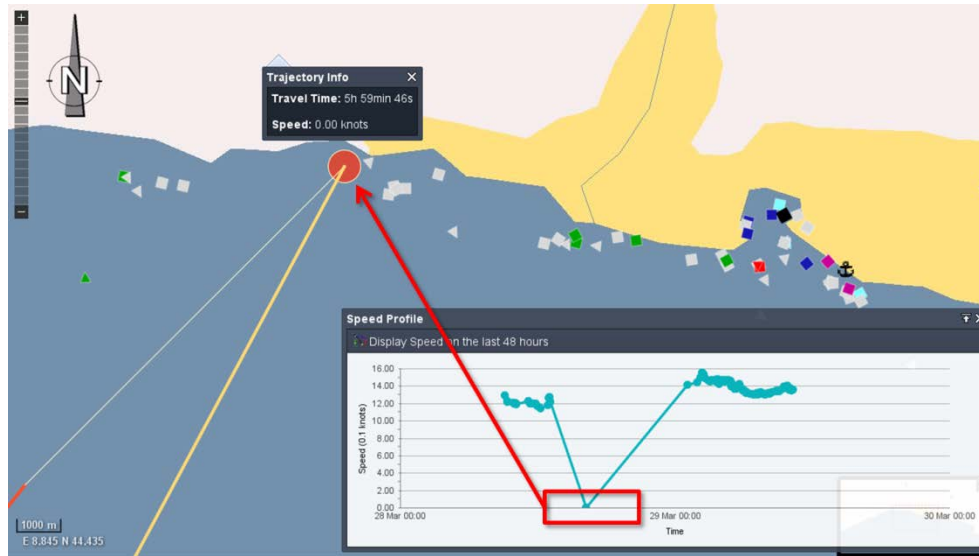 +
N
Trajectory Info ×
Travel Time: 5h 59min 46s
Speed: 0.00 knots
−
Speed Profile
Display Speed on the last 48 hours
Speed (0.1 knots)
16.00
14.00
12.00
10.00
8.00
6.00
4.00
2.00
0.00
28 Mar 00:00 29 Mar 00:00 30 Mar 00:00
Time
1000 m
E 8.845 N 44.435